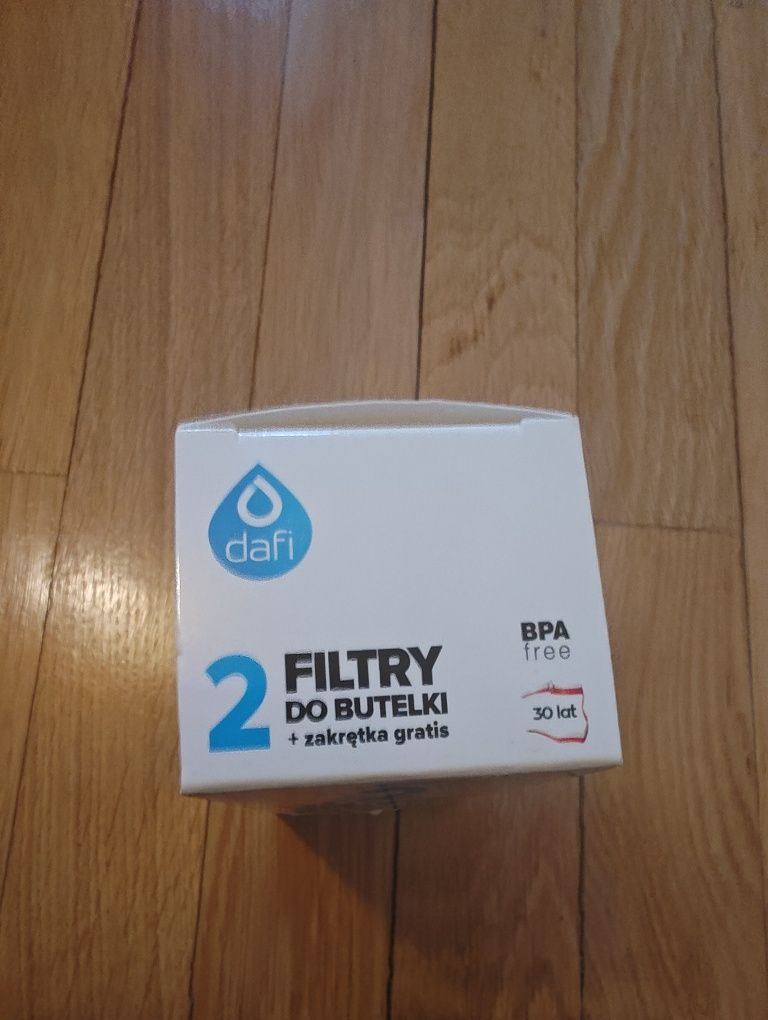 dafi
BPA
free
2 FILTRY
DO BUTELKI
+ zakrętka gratis
30 lat